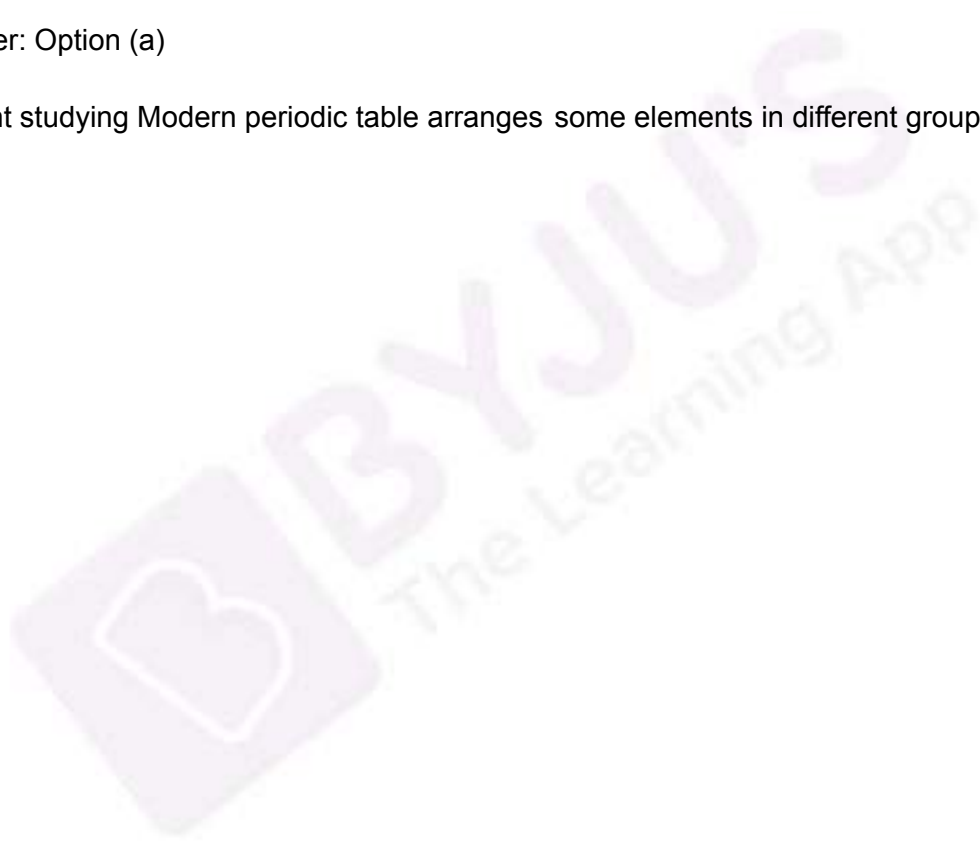 er: Option (a)
nt studying Modern periodic table arranges some elements in different group
BYJU'S
The Learning App